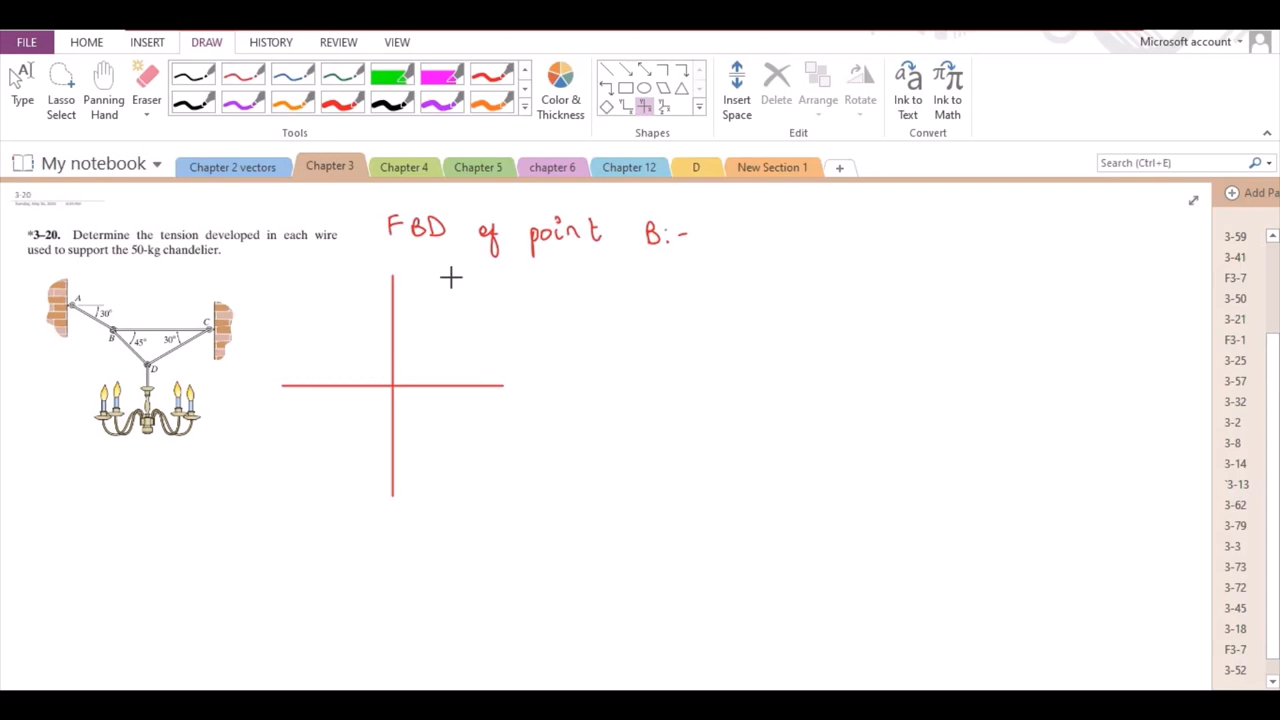 FILE HOME INSERT DRAW HISTORY REVIEW VIEW Microsoft account
Type Lasso Select Panning Hand Eraser Color & Thickness Insert Space Delete Arrange Rotate Ink to Text Ink to Math
Tools Shapes Edit Convert
My notebook Chapter 2 vectors Chapter 3 Chapter 4 Chapter 5 chapter 6 Chapter 12 D New Section 1 Search (Ctrl+E)
3-20
Add Pa
*3–20. Determine the tension developed in each wire
used to support the 50-kg chandelier.
FBD of point B:-
A
30°
C
B
45° 30°
D
3-59
3-41
F3-7
3-50
3-21
F3-1
3-25
3-57
3-32
3-2
3-8
3-14
`3-13
3-62
3-79
3-3
3-73
3-72
3-45
3-18
F3-7
3-52